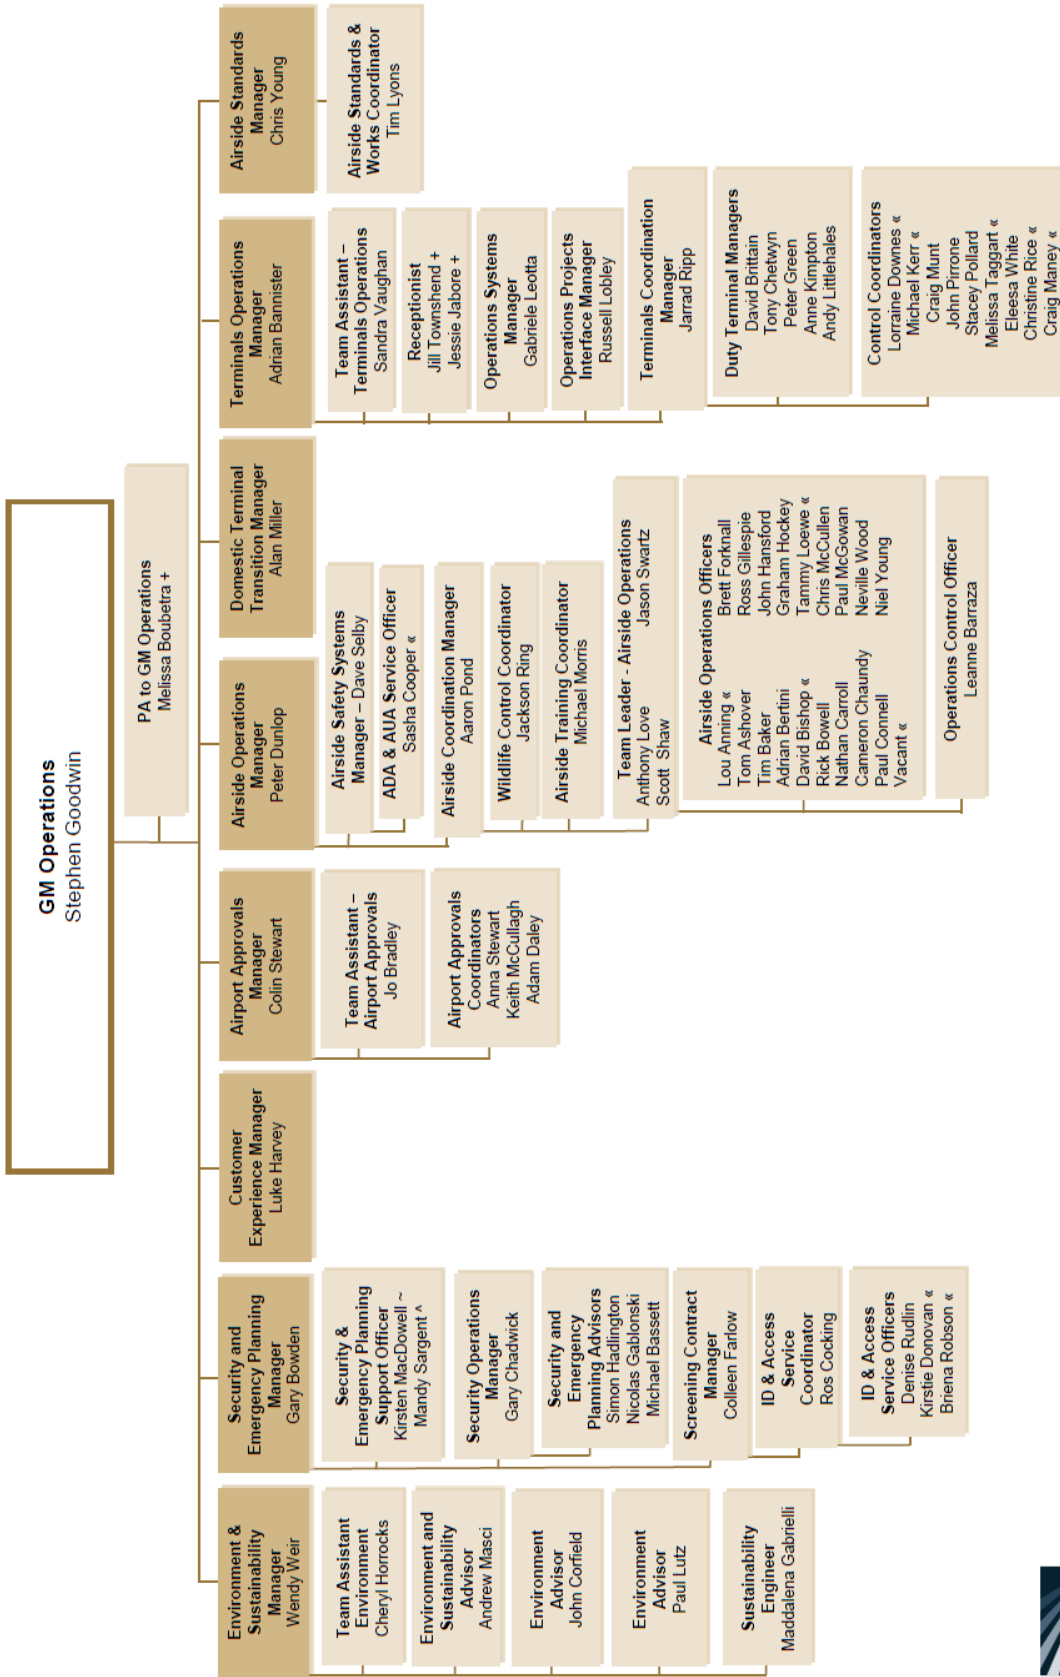 GM Operations
Stephen Goodwin
PA to GM Operations
Melissa Boubetra +
Environment &
Sustainability
Manager
Wendy Weir
Team Assistant
Environment
Cheryl Horrocks
Environment and
Sustainability
Advisor
Andrew Masci
Environment
Advisor
John Corfield
Environment
Advisor
Paul Lutz
Sustainability
Engineer
Maddalena Gabrielli
Security and
Emergency Planning
Manager
Gary Bowden
Security &
Emergency Planning
Support Officer
Kirsten MacDowell ~
Mandy Sargent ^
Security Operations
Manager
Gary Chadwick
Security and
Emergency
Planning Advisors
Simon Hadlington
Nicolas Gablonski
Michael Bassett
Screening Contract
Manager
Colleen Farlow
ID & Access
Service
Coordinator
Ros Cocking
ID & Access
Service Officers
Denise Rudlin
Kirstie Donovan «
Briena Robson «
Customer
Experience Manager
Luke Harvey
Airport Approvals
Manager
Colin Stewart
Team Assistant –
Airport Approvals
Jo Bradley
Airport Approvals
Coordinators
Anna Stewart
Keith McCullagh
Adam Daley
Airside Operations
Manager
Peter Dunlop
Airside Safety Systems
Manager – Dave Selby
ADA & AUA Service Officer
Sasha Cooper «
Airside Coordination Manager
Aaron Pond
Wildlife Control Coordinator
Jackson Ring
Airside Training Coordinator
Michael Morris
Team Leader - Airside Operations
Anthony Love Jason Swartz
Scott Shaw
Airside Operations Officers
Lou Anning « Brett Forknall
Tom Ashover Ross Gillespie
Tim Baker John Hansford
Adrian Bertini Graham Hockey
David Bishop « Tammy Loewe «
Rick Bowell Chris McCullen
Nathan Carroll Paul McGowan
Cameron Chaundy Neville Wood
Paul Connell Niel Young
Vacant «
Operations Control Officer
Leanne Barraza
Domestic Terminal
Transition Manager
Alan Miller
Terminals Operations
Manager
Adrian Bannister
Team Assistant –
Terminals Operations
Sandra Vaughan
Receptionist
Jill Townshend +
Jessie Jabore +
Operations Systems
Manager
Gabriele Leotta
Operations Projects
Interface Manager
Russell Lobley
Terminals Coordination
Manager
Jarrad Ripp
Duty Terminal Managers
David Brittain
Tony Chetwyn
Peter Green
Anne Kimpton
Andy Littlehales
Control Coordinators
Lorraine Downes «
Michael Kerr «
Craig Munt
John Pirrone
Stacey Pollard
Melissa Taggart «
Eleesa White
Christine Rice «
Craig Maney «
Airside Standards
Manager
Chris Young
Airside Standards &
Works Coordinator
Tim Lyons